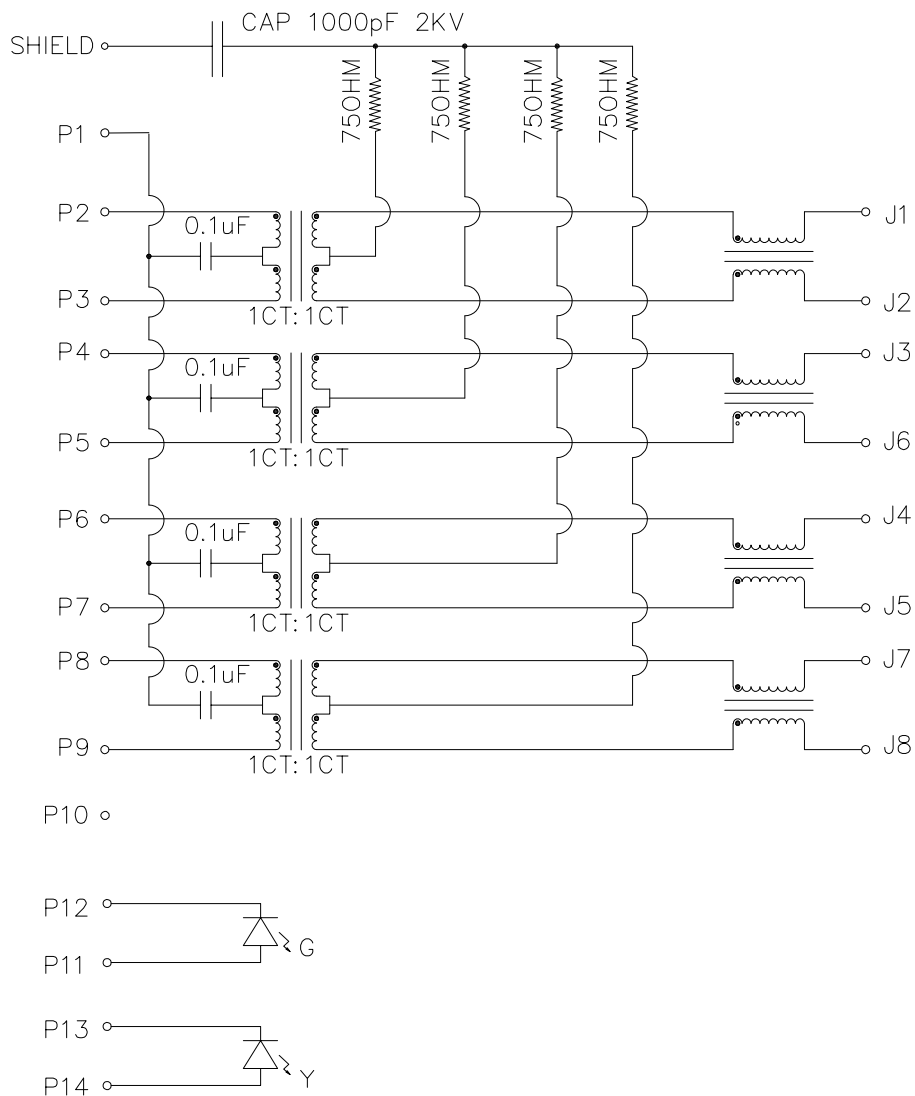 CAP 1000pF 2KV
SHIELD
75OHM
75OHM
75OHM
75OHM
P1
P2
0.1uF
J1
P3
1CT:1CT
J2
P4
0.1uF
J3
P5
1CT:1CT
J6
P6
0.1uF
J4
P7
1CT:1CT
J5
P8
0.1uF
J7
P9
1CT:1CT
J8
P10
P12
G
P11
P13
Y
P14